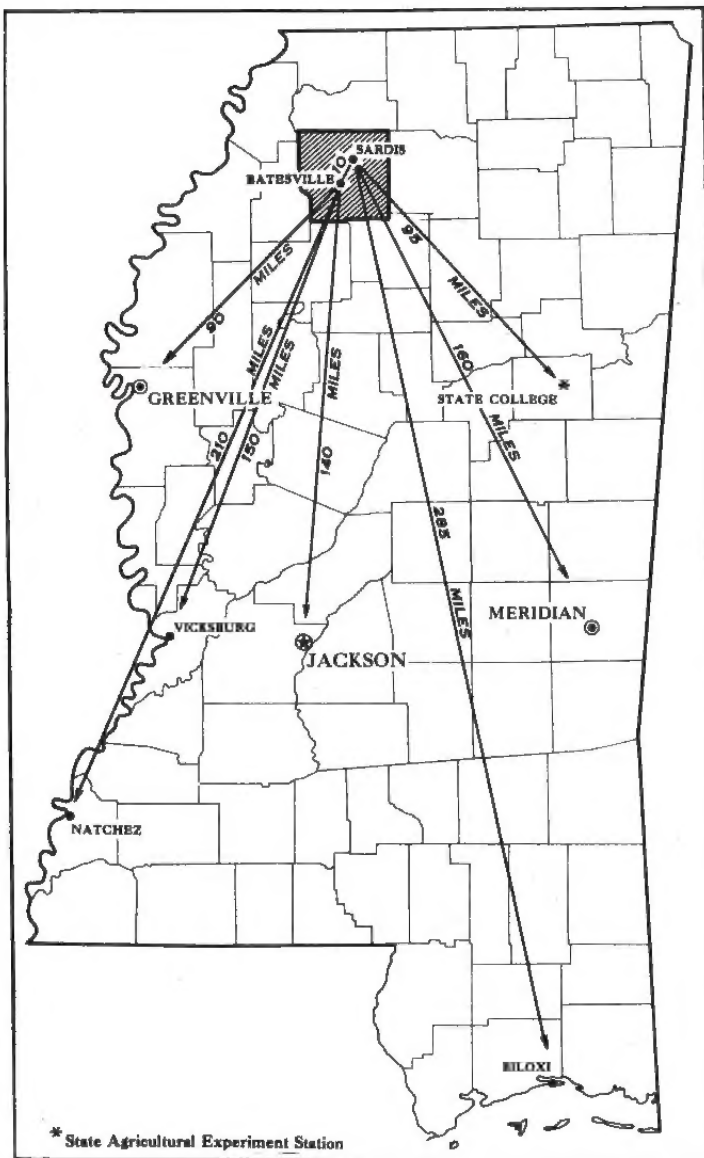 SARDIS
10
BATESVILLE
95
MILES
90
MILES
MILES
MILES
MILES
160
MILES
GREENVILLE
STATE COLLEGE
*
210
150
140
285
MILES
VICKSBURG
JACKSON
MERIDIAN
NATCHEZ
BILOXI
* State Agricultural Experiment Station